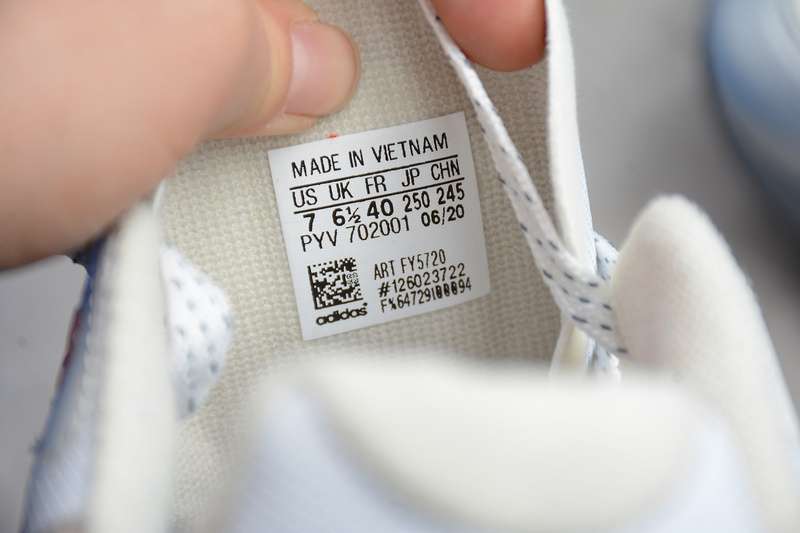 MADE IN VIETNAM
US UK FR JP CHN
7 6½ 40 250 245
PYV 702001 06/20
ART FY5720
#126023722
adidas